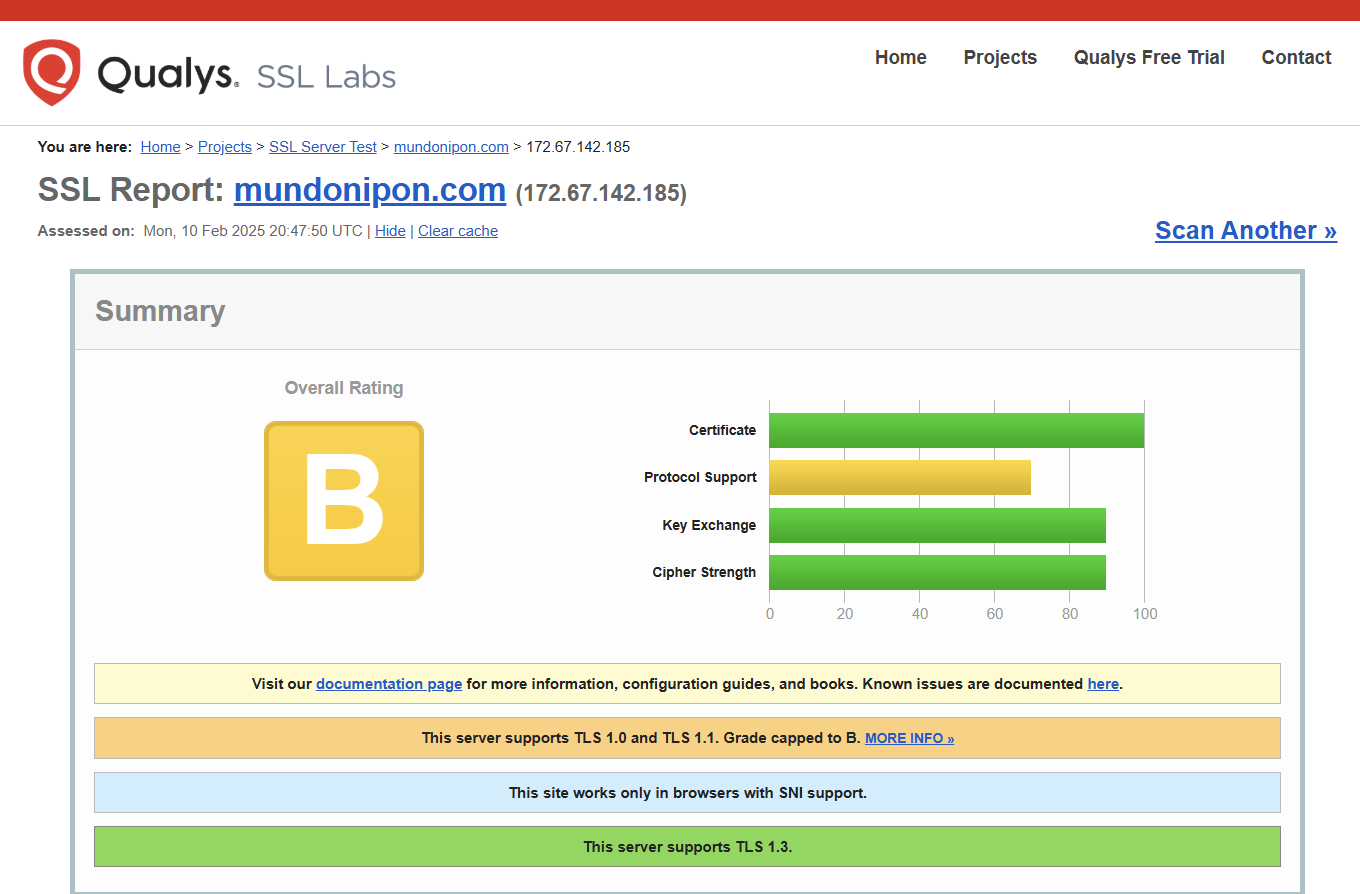 Qualys. SSL Labs
Home Projects Qualys Free Trial Contact
You are here: Home > Projects > SSL Server Test > mundonipon.com > 172.67.142.185
SSL Report: mundonipon.com (172.67.142.185)
Assessed on: Mon, 10 Feb 2025 20:47:50 UTC | Hide | Clear cache
Scan Another »
Summary
Overall Rating
B
Certificate
Protocol Support
Key Exchange
Cipher Strength
0 20 40 60 80 100
Visit our documentation page for more information, configuration guides, and books. Known issues are documented here.
This server supports TLS 1.0 and TLS 1.1. Grade capped to B. MORE INFO »
This site works only in browsers with SNI support.
This server supports TLS 1.3.